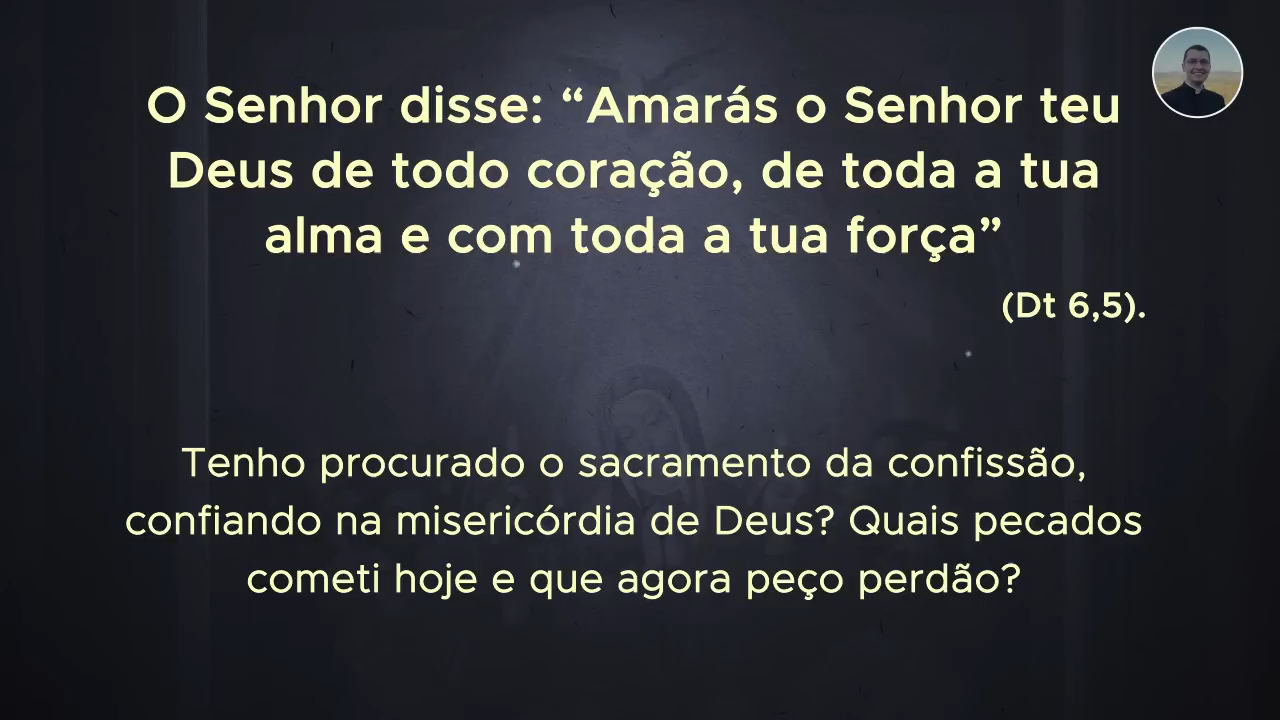 O Senhor disse: “Amarás o Senhor teu
Deus de todo coração, de toda a tua
alma e com toda a tua força”
(Dt 6,5).
Tenho procurado o sacramento da confissão,
confiando na misericórdia de Deus? Quais pecados
cometi hoje e que agora peço perdão?